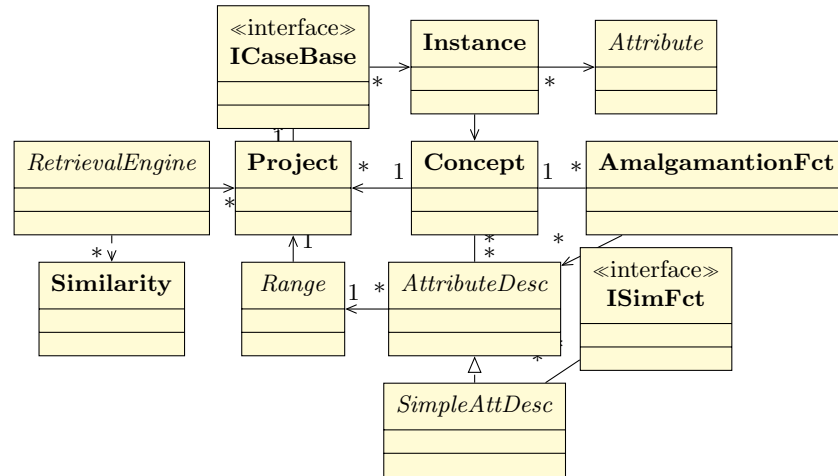 ≪interface≫
ICaseBase
Instance
Attribute
*
*
1
RetrievalEngine
Project
Concept
AmalgamantionFct
*
1
1
*
*
1
*
*
*
*
Similarity
Range
AttributeDesc
≪interface≫
ISimFct
1
*
*
*
SimpleAttDesc